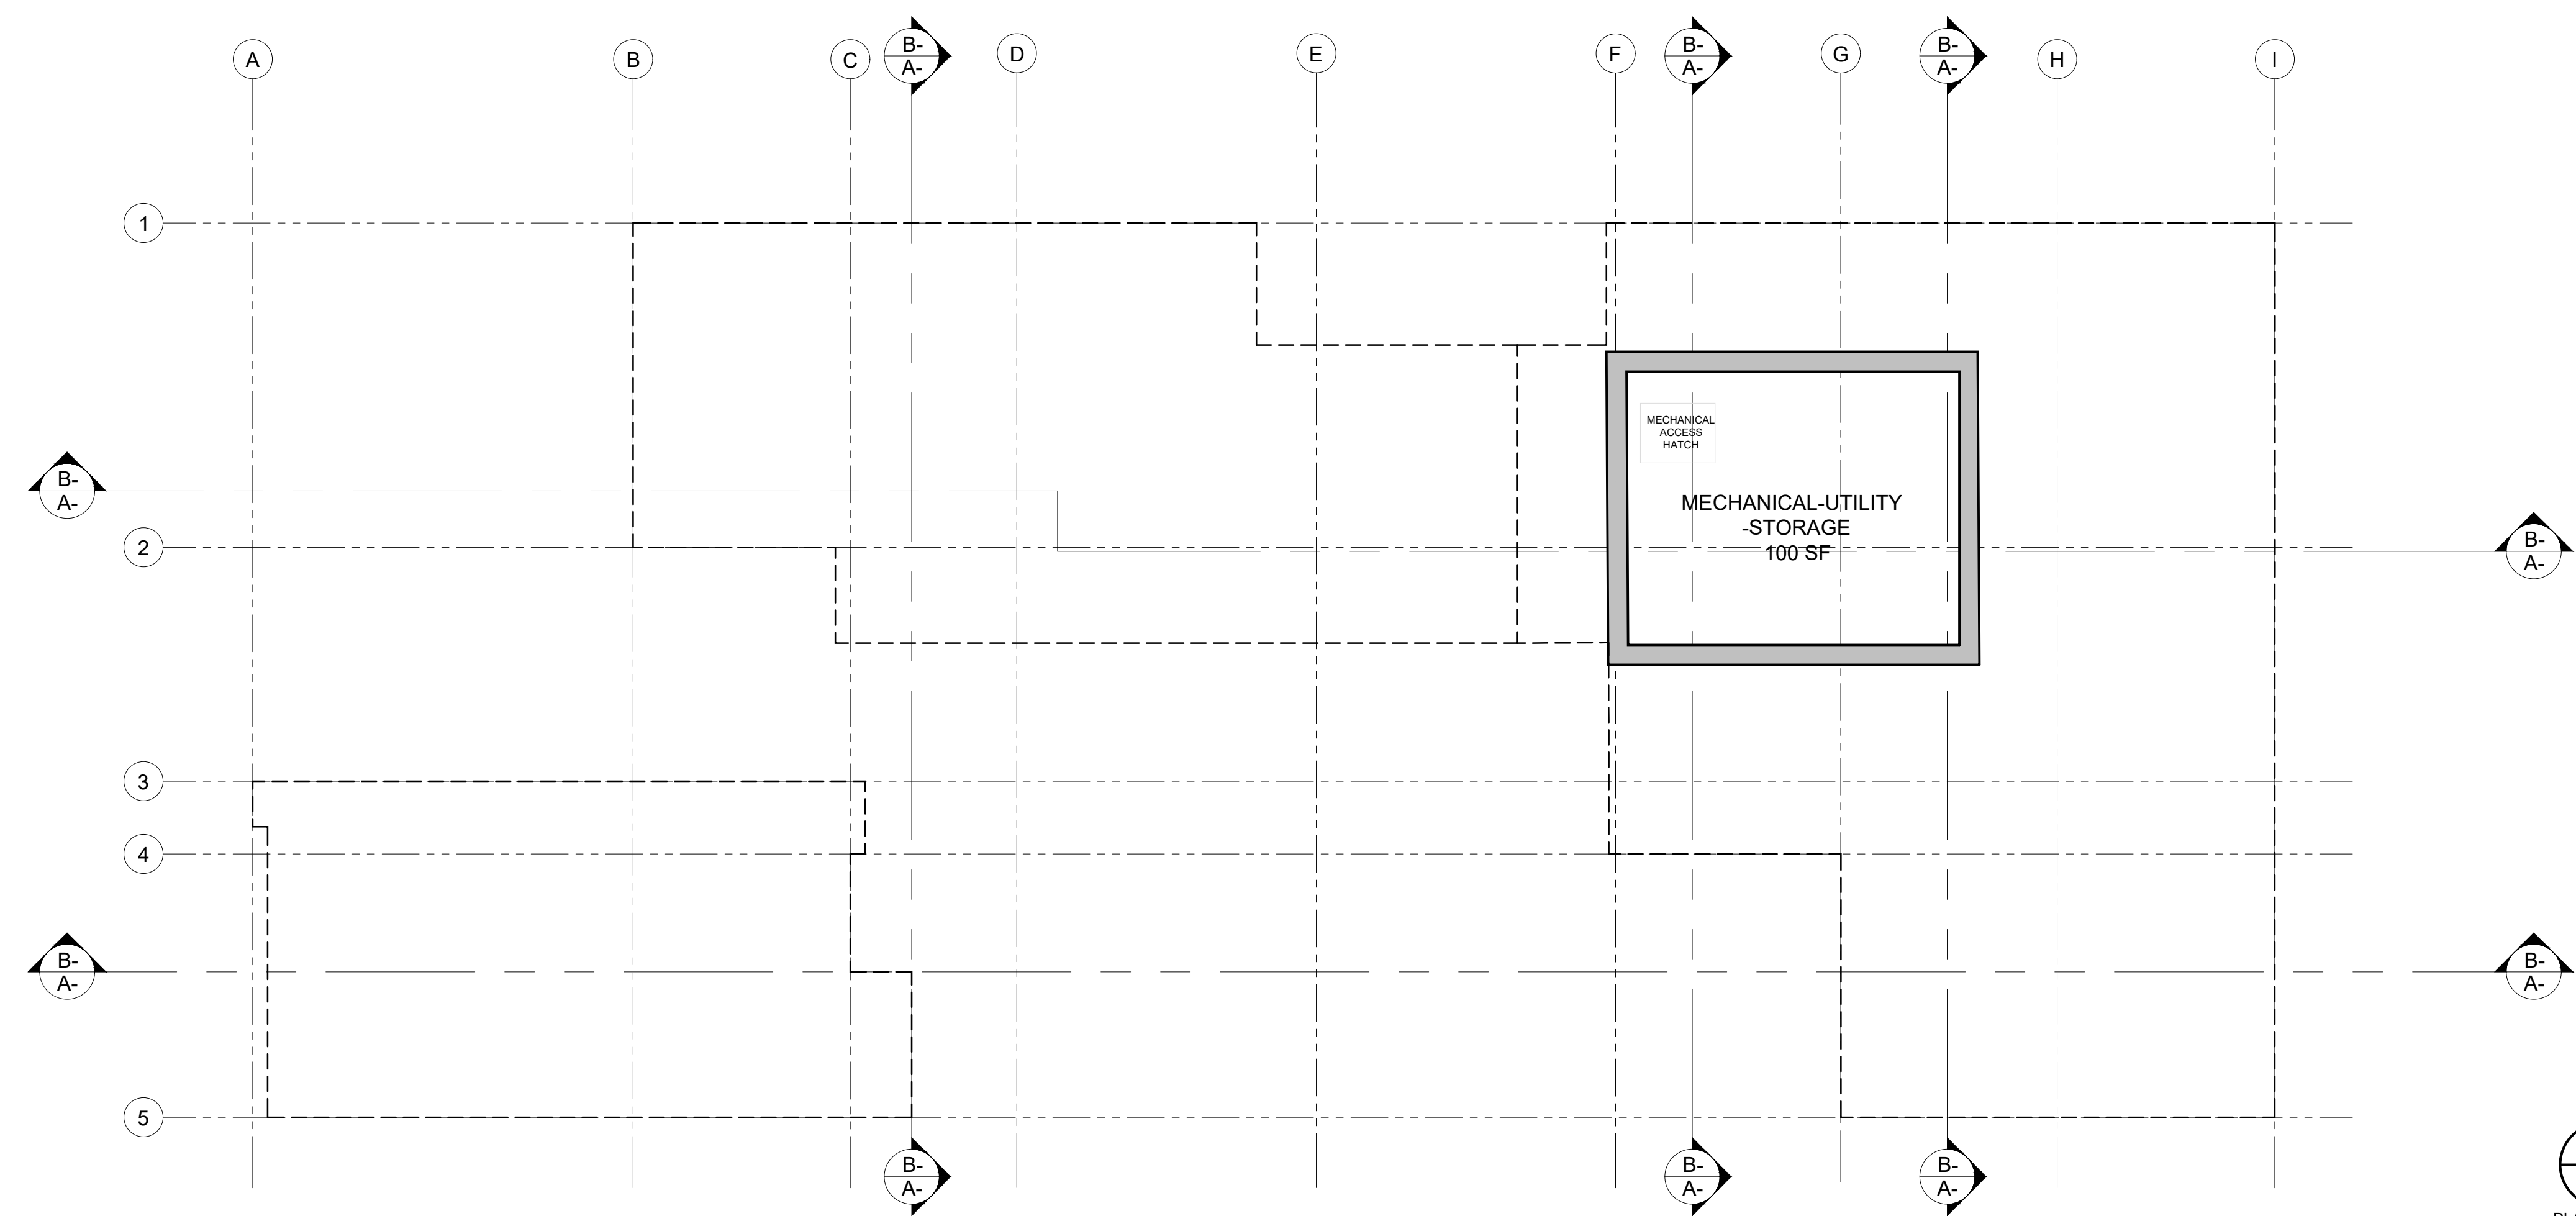 A
B
C
B-
A-
D
E
F
B-
A-
G
B-
A-
H
I
1
MECHANICAL
ACCESS
HATCH
B-
A-
MECHANICAL-UTILITY
-STORAGE
100 SF
2
B-
A-
3
4
B-
A-
B-
A-
5
B-
A-
B-
A-
B-
A-